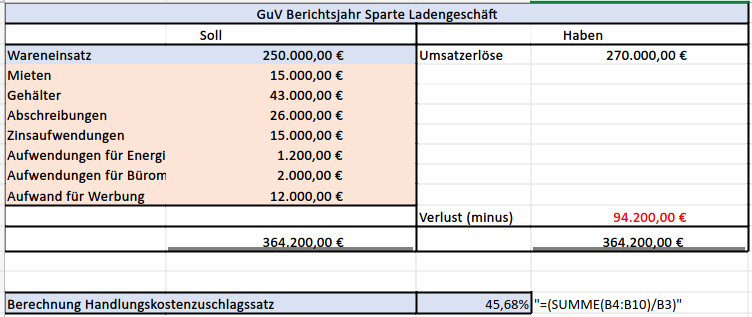 GuV Berichtsjahr Sparte Ladengeschäft
Soll Haben
Wareneinsatz 250.000,00 € Umsatzerlöse 270.000,00 €
Mieten 15.000,00 €
Gehälter 43.000,00 €
Abschreibungen 26.000,00 €
Zinsaufwendungen 15.000,00 €
Aufwendungen für Energi 1.200,00 €
Aufwendungen für Bürom 2.000,00 €
Aufwand für Werbung 12.000,00 €
Verlust (minus) 94.200,00 €
364.200,00 € 364.200,00 €
Berechnung Handlungskostenzuschlagssatz 45,68% "=(SUMME(B4:B10)/B3)"